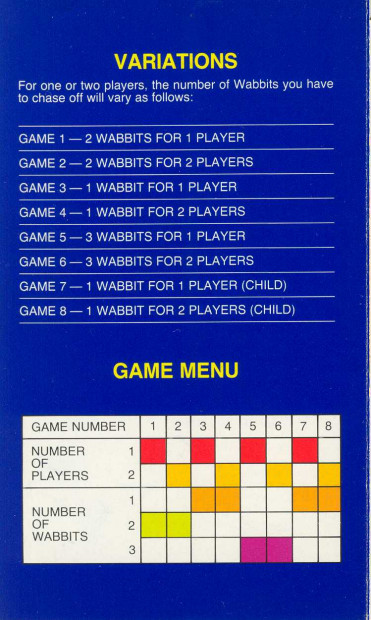 VARIATIONS
For one or two players, the number of Wabbits you have
to chase off will vary as follows:
GAME 1 — 2 WABBITS FOR 1 PLAYER
GAME 2 — 2 WABBITS FOR 2 PLAYERS
GAME 3 — 1 WABBIT FOR 1 PLAYER
GAME 4 — 1 WABBIT FOR 2 PLAYERS
GAME 5 — 3 WABBITS FOR 1 PLAYER
GAME 6 — 3 WABBITS FOR 2 PLAYERS
GAME 7 — 1 WABBIT FOR 1 PLAYER (CHILD)
GAME 8 — 1 WABBIT FOR 2 PLAYERS (CHILD)
GAME MENU
GAME NUMBER 1 2 3 4 5 6 7 8
NUMBER 1
OF
PLAYERS 2
1
NUMBER
OF 2
WABBITS
3